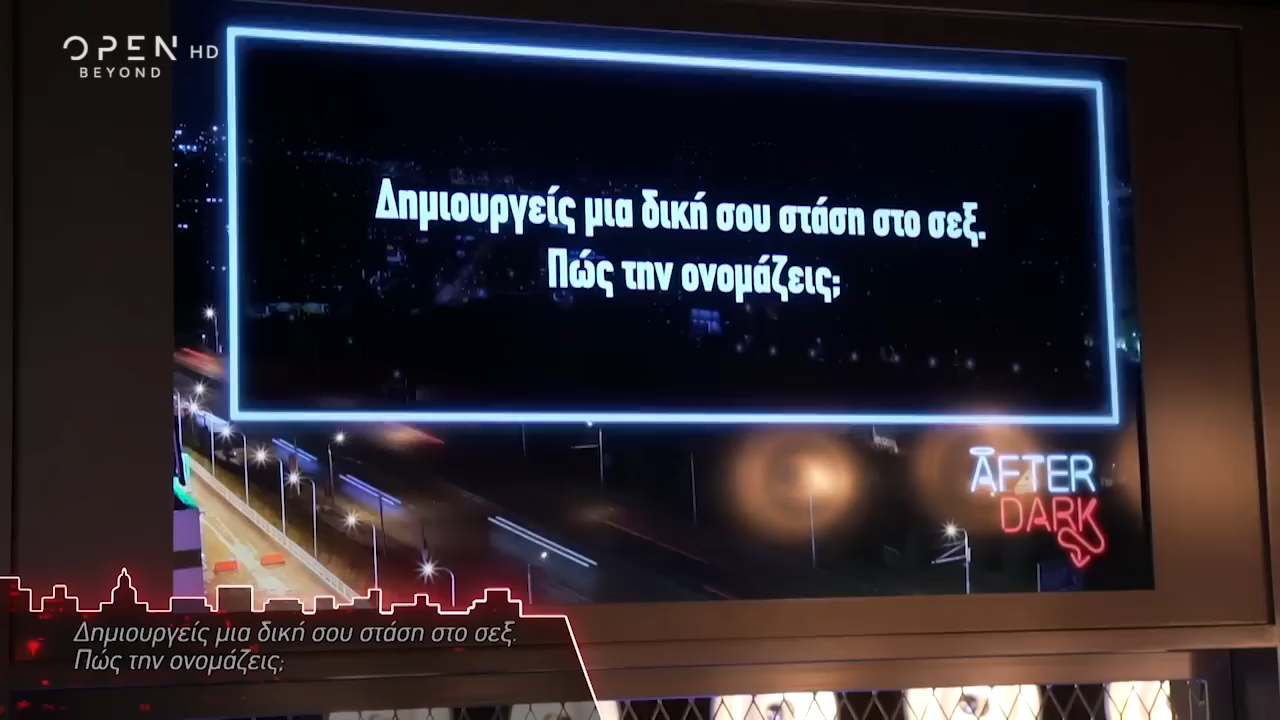 OPEN HD
BEYOND
Δημιουργείς μια δική σου στάση στο σεξ.
Πώς την ονομάζεις;
AFTER
DARK
Δημιουργείς μια δική σου στάση στο σεξ.
Πώς την ονομάζεις;